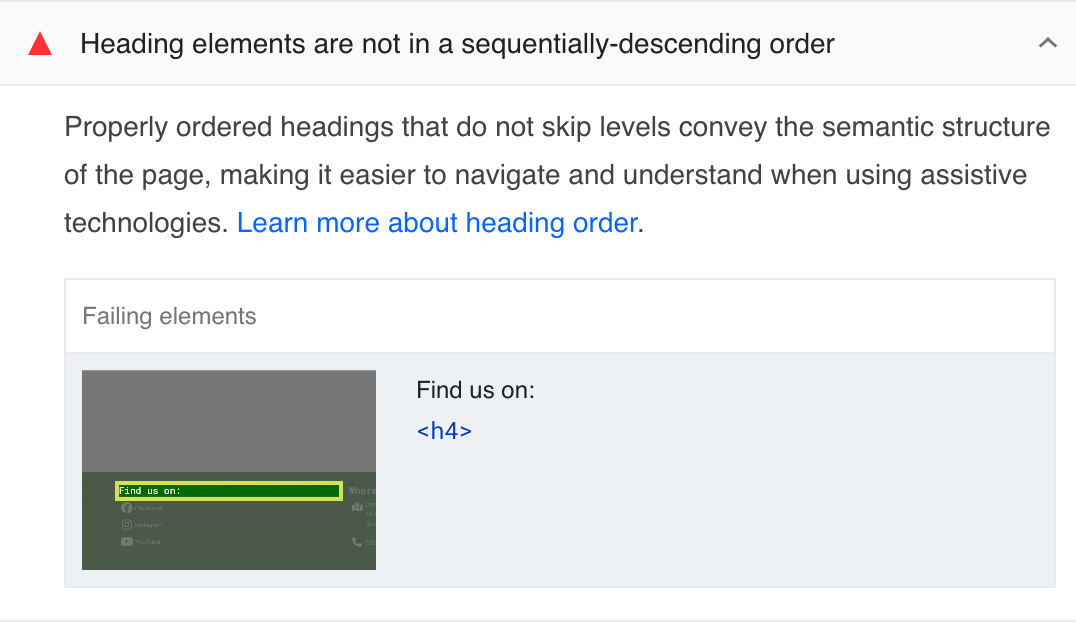 Heading elements are not in a sequentially-descending order
Properly ordered headings that do not skip levels convey the semantic structure
of the page, making it easier to navigate and understand when using assistive
technologies. Learn more about heading order.
Failing elements
Find us on:
<h4>
Find us on:
Where
Facebook
Instagram
YouTube